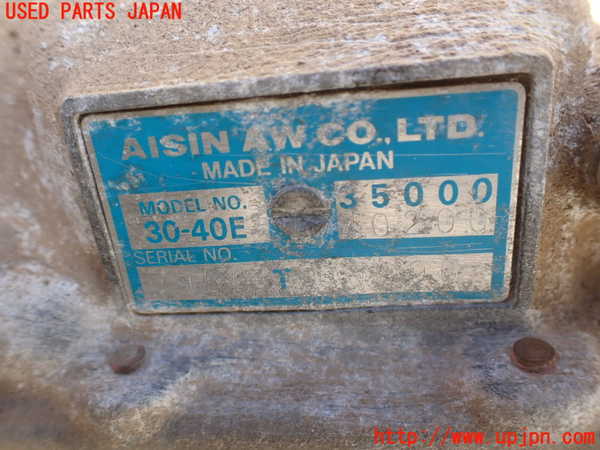 USED PARTS JAPAN
AISIN AW CO., LTD.
MADE IN JAPAN
MODEL NO. 35000
30-40E
SERIAL NO.
T
http://www.upjpn.com/